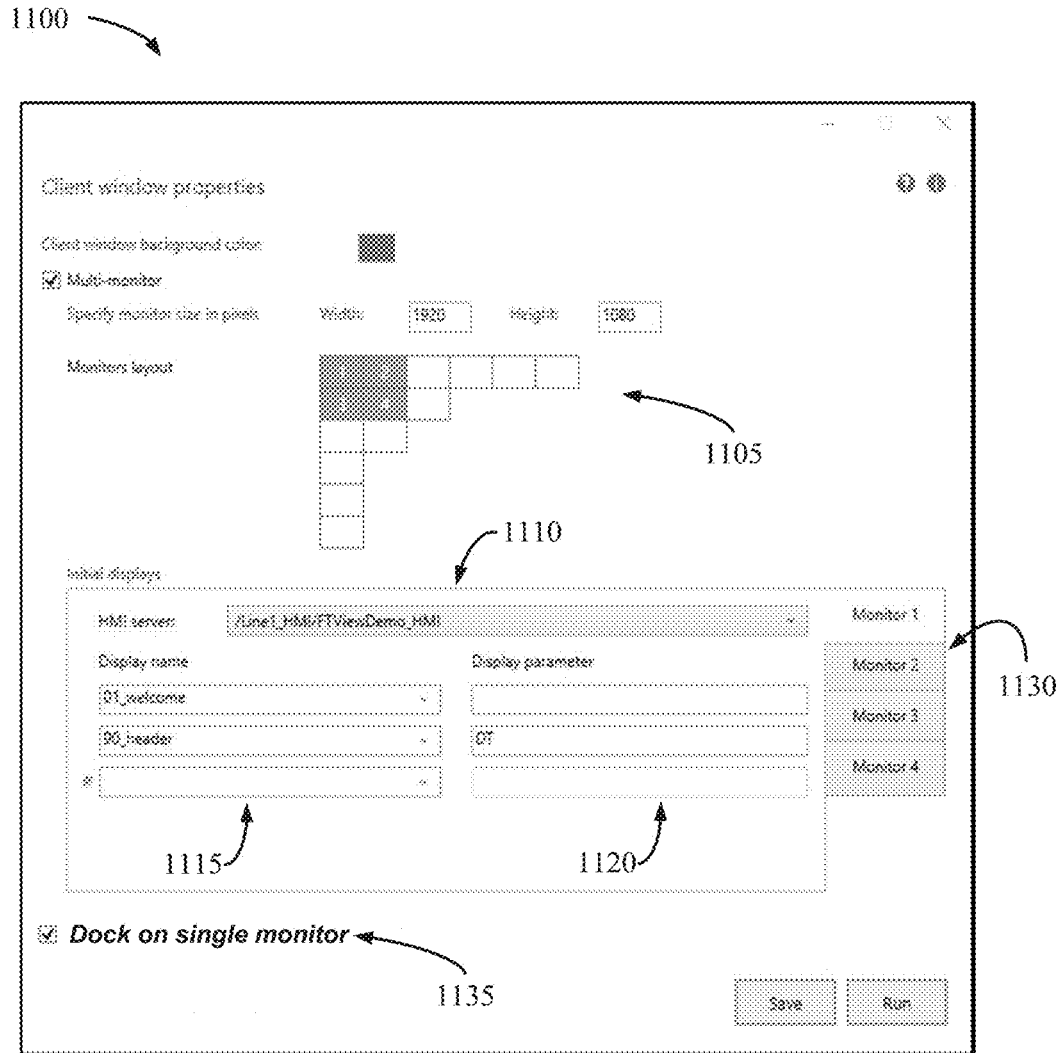 1100
Client window properties
Client window background color:
Multi-monitor
Specify monitor size in pixels Width: 1920 Height: 1080
Monitors layout
1105
1110
Initial displays
HMI server: /Line1_HMI/FTViewDemo_HMI
Monitor 1
Display name Display parameter
Monitor 2
1130
01_welcome
90_header DT
Monitor 3
Monitor 4
1115
1120
Dock on single monitor
1135
Save Run